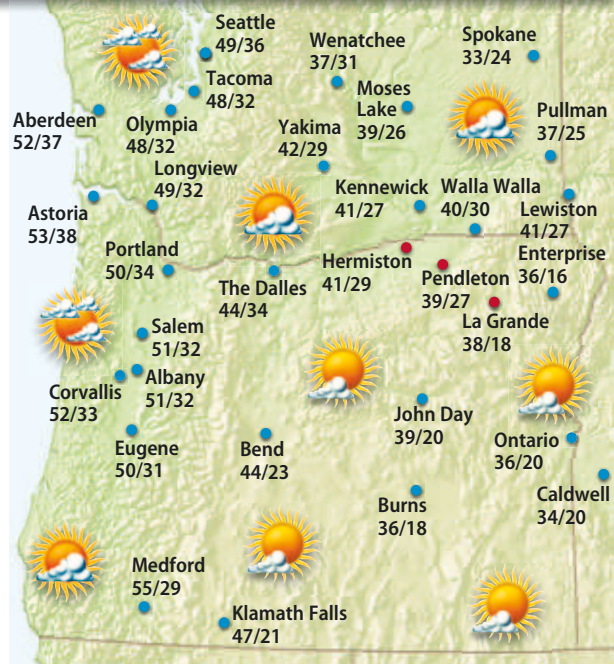 Seattle
49/36
Wenatchee
37/31
Spokane
33/24
Tacoma
48/32
Moses
Lake
39/26
Aberdeen
52/37
Olympia
48/32
Yakima
42/29
Pullman
37/25
Longview
49/32
Kennewick
41/27
Walla Walla
40/30
Lewiston
41/27
Astoria
53/38
Portland
50/34
The Dalles
44/34
Hermiston
41/29
Pendleton
39/27
Enterprise
36/16
La Grande
38/18
Salem
51/32
Corvallis
52/33
Albany
51/32
John Day
39/20
Eugene
50/31
Bend
44/23
Ontario
36/20
Burns
36/18
Caldwell
34/20
Medford
55/29
Klamath Falls
47/21